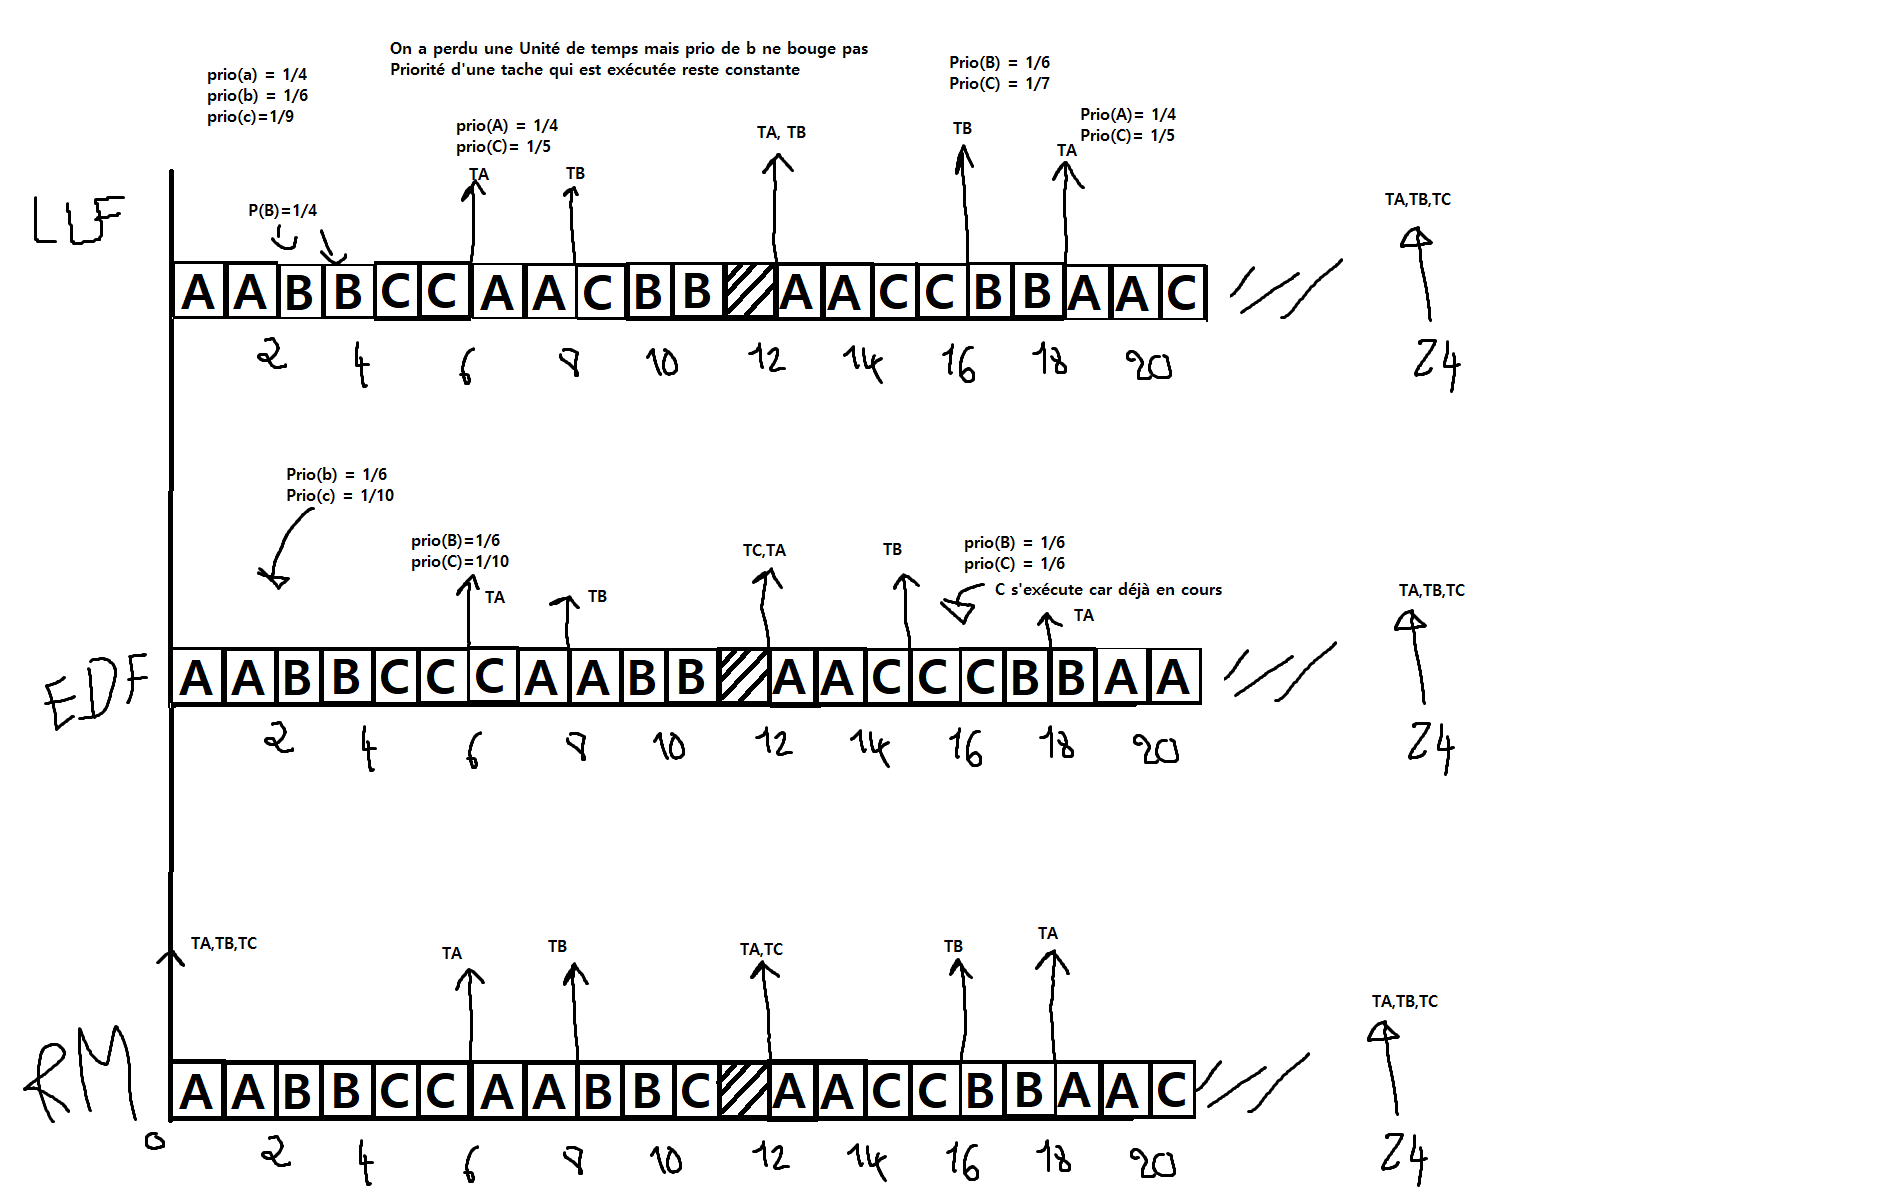 On a perdu une Unité de temps mais prio de b ne bouge pas
Priorité d'une tache qui est exécutée reste constante
prio(a) = 1/4
prio(b) = 1/6
prio(c)=1/9
Prio(B) = 1/6
Prio(C) = 1/7
prio(A) = 1/4
prio(C)= 1/5
Prio(A)= 1/4
Prio(C)= 1/5
TA
TB
TA, TB
TB
TA
TA,TB,TC
P(B)=1/4
LLF
A A B B C C A A C B B A A C C B B A A C
2 4 6 8 10 12 14 16 18 20 24
Prio(b) = 1/6
Prio(c) = 1/10
prio(B)=1/6
prio(C)=1/10
TA
TB
TC,TA
TB
prio(B) = 1/6
prio(C) = 1/6
C s'exécute car déjà en cours
TA
TA,TB,TC
EDF
A A B B C C C A A B B A A C C C B B A A
2 4 6 8 10 12 14 16 18 20 24
TA,TB,TC
TA
TB
TA,TC
TB
TA
TA,TB,TC
RM
A A B B C C A A B B C A A C C B B A A C
0 2 4 6 8 10 12 14 16 18 20 24